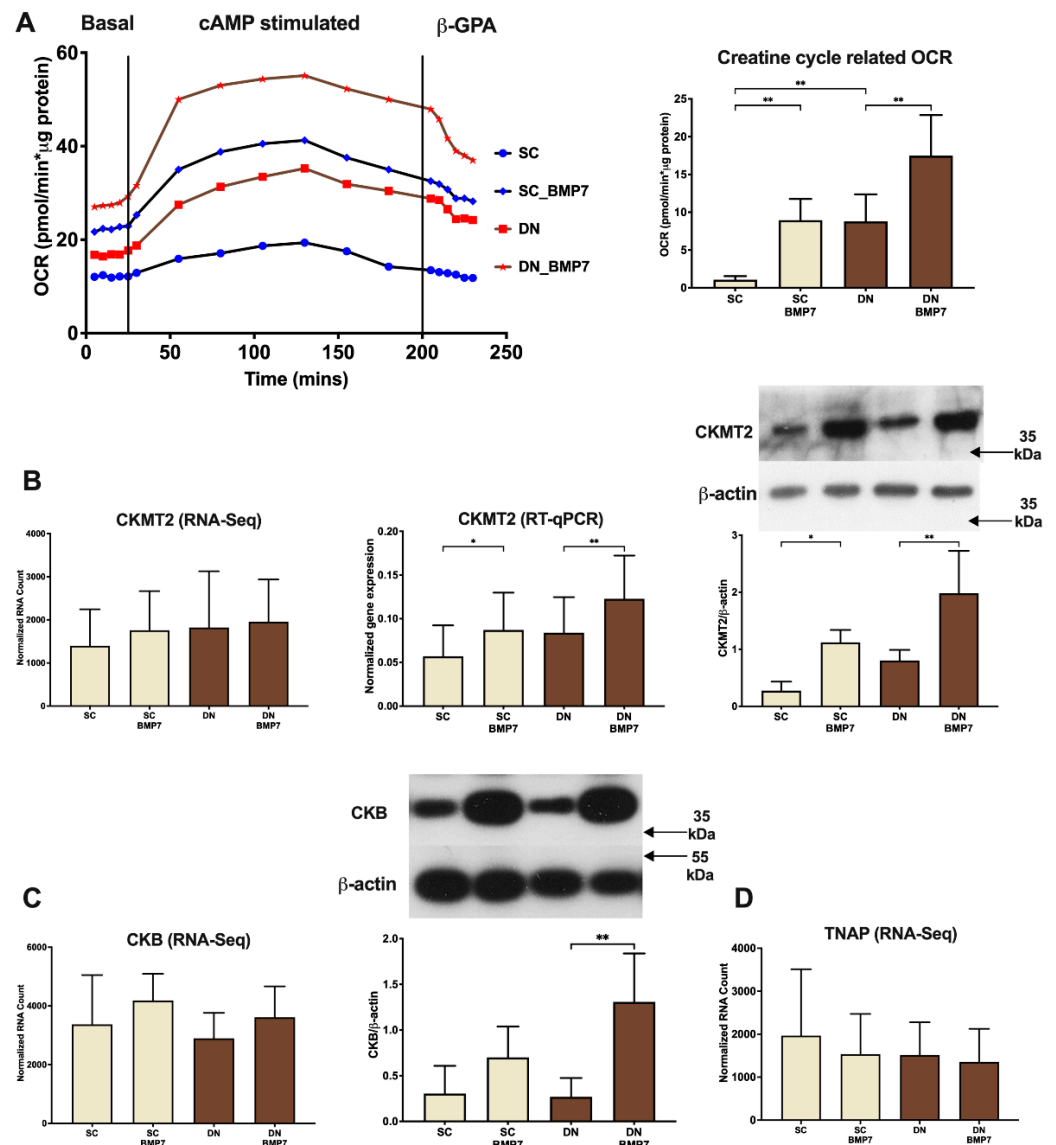 A
Basal
cAMP stimulated
β-GPA
OCR (pmol/min*μg protein)
60
40
20
0
0
50
100
150
200
250
Time (mins)
SC
SC_BMP7
DN
DN_BMP7
Creatine cycle related OCR
OCR (pmol/min*μg protein)
25
20
15
10
5
0
**
**
**
SC
SC
BMP7
DN
DN
BMP7
CKMT2
35
kDa
β-actin
35
kDa
B
CKMT2 (RNA-Seq)
Normalized RNA Count
4000
3000
2000
1000
0
SC
SC
BMP7
DN
DN
BMP7
CKMT2 (RT-qPCR)
Normalized gene expression
0.20
0.15
0.10
0.05
0.00
*
**
SC
SC
BMP7
DN
DN
BMP7
CKMT2/β-actin
3
2
1
0
*
**
SC
SC
BMP7
DN
DN
BMP7
CKB
35
kDa
55
kDa
β-actin
C
CKB (RNA-Seq)
Normalized RNA Count
6000
4000
2000
0
SC
SC
BMP7
DN
DN
BMP7
CKB/β-actin
2.0
1.5
1.0
0.5
0.0
**
SC
SC
BMP7
DN
DN
BMP7
D
TNAP (RNA-Seq)
Normalized RNA Count
4000
3000
2000
1000
0
SC
SC
BMP7
DN
DN
BMP7